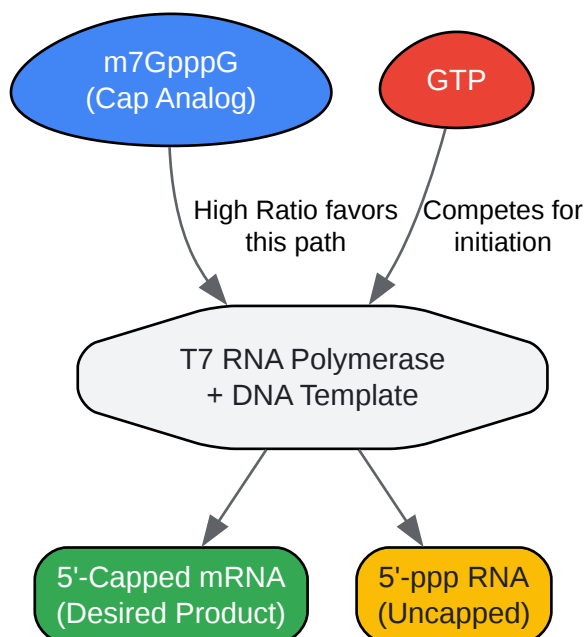 m7GpppG
(Cap Analog)
GTP
High Ratio favors
this path
Competes for
initiation
T7 RNA Polymerase
+ DNA Template
5'-Capped mRNA
(Desired Product)
5'-ppp RNA
(Uncapped)